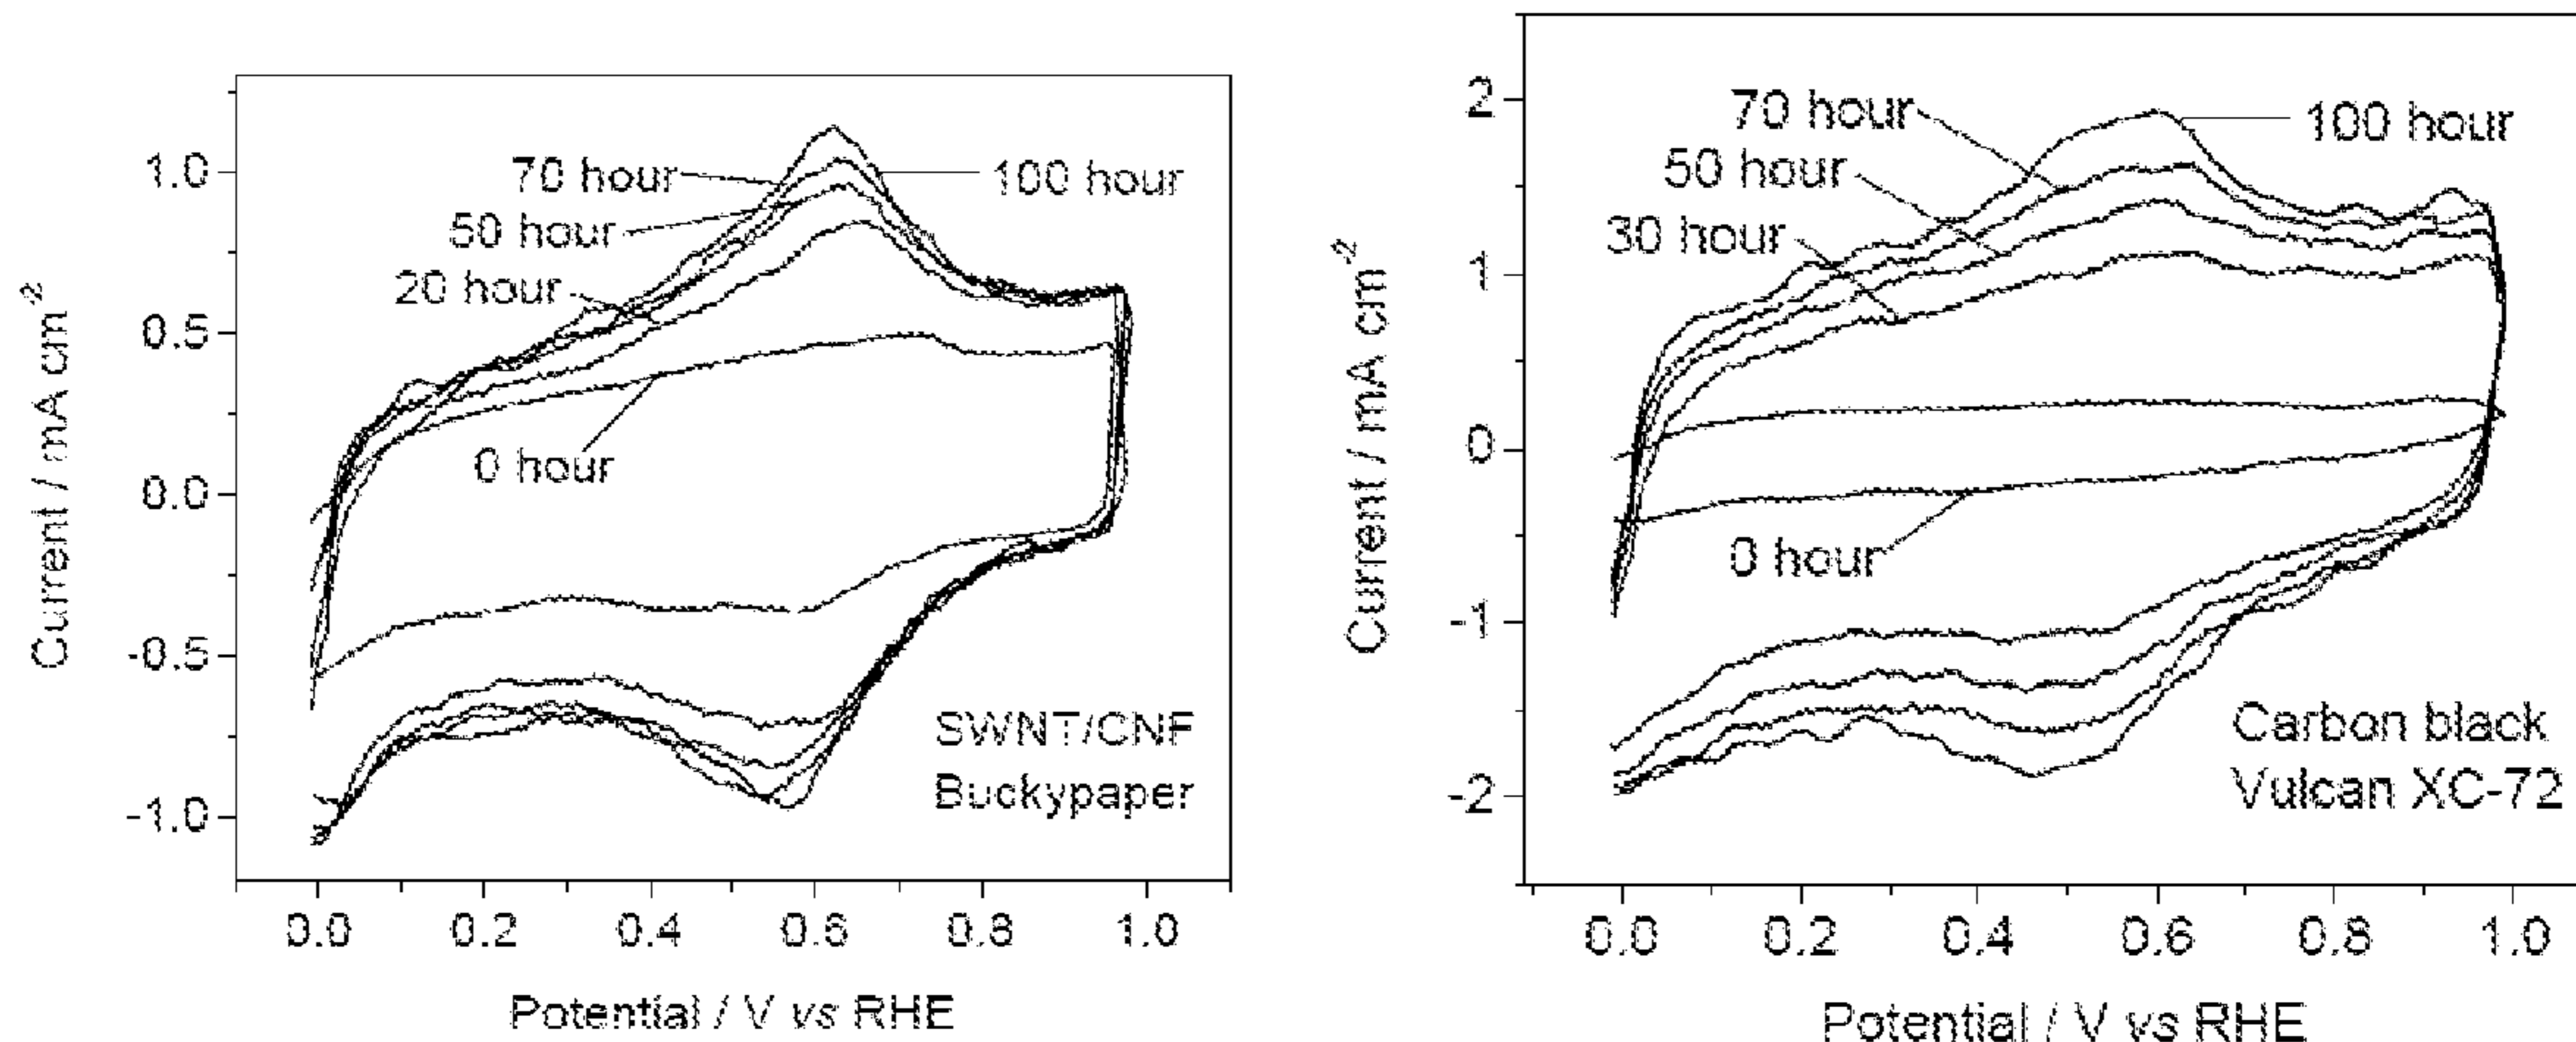 Current / mA cm-2
1.0
0.5
0.0
-0.5
-1.0
70 hour
100 hour
50 hour
20 hour
0 hour
SWNT/CNF
Buckypaper
0.0 0.2 0.4 0.6 0.8 1.0
Potential / V vs RHE
Current / mA cm-2
2
1
0
-1
-2
70 hour
100 hour
50 hour
30 hour
0 hour
Carbon black
Vulcan XC-72
0.0 0.2 0.4 0.6 0.8 1.0
Potential / V vs RHE